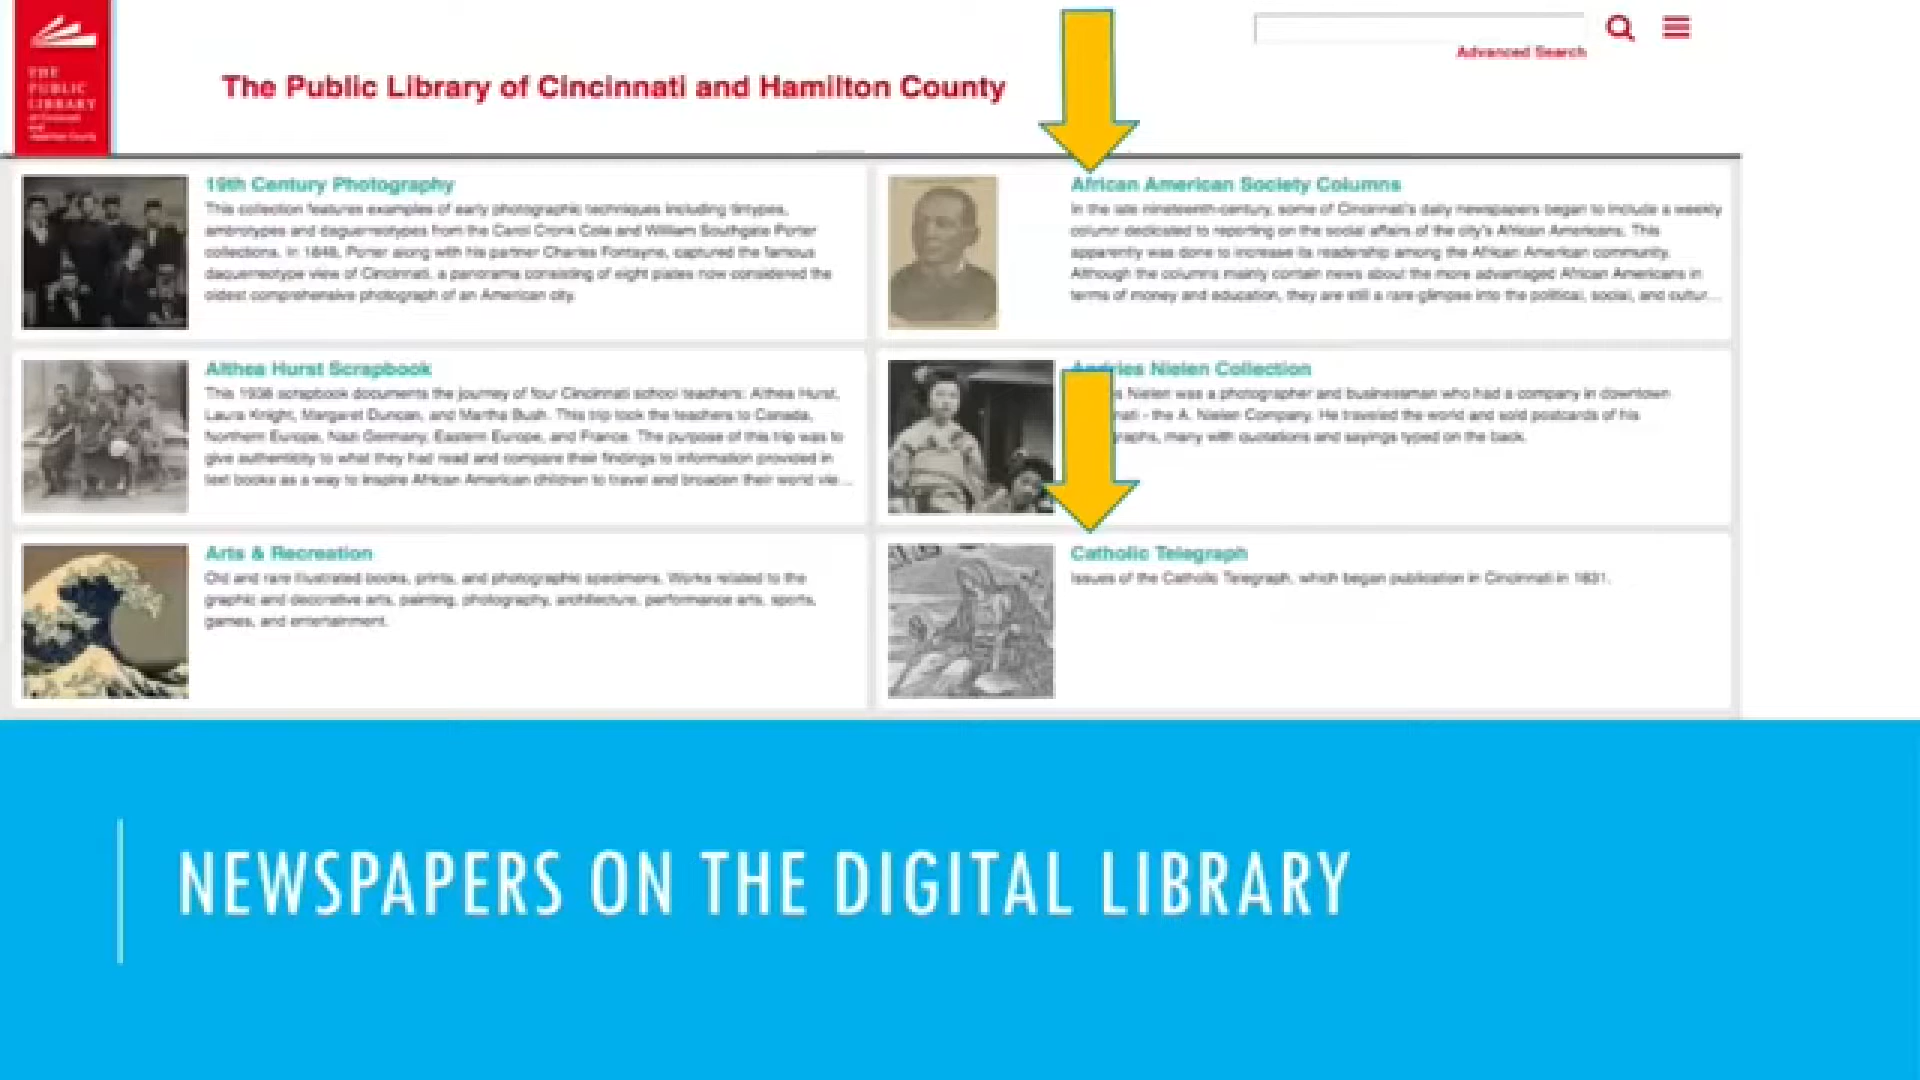 THE
PUBLIC
LIBRARY
of Cincinnati
and
Hamilton County
Advanced Search
The Public Library of Cincinnati and Hamilton County
19th Century Photography
This collection features examples of early photographic techniques including tintypes,
ambrotypes and daguerreotypes from the Carol Cronk Cole and William Southgate Porter
collections. In 1848, Porter along with his partner Charles Fontayne, captured the famous
daguerreotype view of Cincinnati, a panorama consisting of eight plates now considered the
oldest comprehensive photograph of an American city.
African American Society Columns
In the late nineteenth-century, some of Cincinnati's daily newspapers began to include a weekly
column dedicated to reporting on the social affairs of the city's African Americans. This
apparently was done to increase its readership among the African American community.
Although the columns mainly contain news about the more advantaged African Americans in
terms of money and education, they are still a rare glimpse into the political, social, and cultur...
Althea Hurst Scrapbook
This 1938 scrapbook documents the journey of four Cincinnati school teachers: Althea Hurst,
Laura Knight, Margaret Duncan, and Martha Bush. This trip took the teachers to Canada,
Northern Europe, Nazi Germany, Eastern Europe, and France. The purpose of this trip was to
give authenticity to what they had read and compare their findings to information provided in
text books as a way to inspire African American children to travel and broaden their world vie...
Andries Nielen Collection
s Nielen was a photographer and businessman who had a company in downtown
nati - the A. Nielen Company. He traveled the world and sold postcards of his
graphs, many with quotations and sayings typed on the back.
Arts & Recreation
Old and rare illustrated books, prints, and photographic specimens. Works related to the
graphic and decorative arts, painting, photography, architecture, performance arts, sports,
games, and entertainment.
Catholic Telegraph
Issues of the Catholic Telegraph, which began publication in Cincinnati in 1831.
NEWSPAPERS ON THE DIGITAL LIBRARY